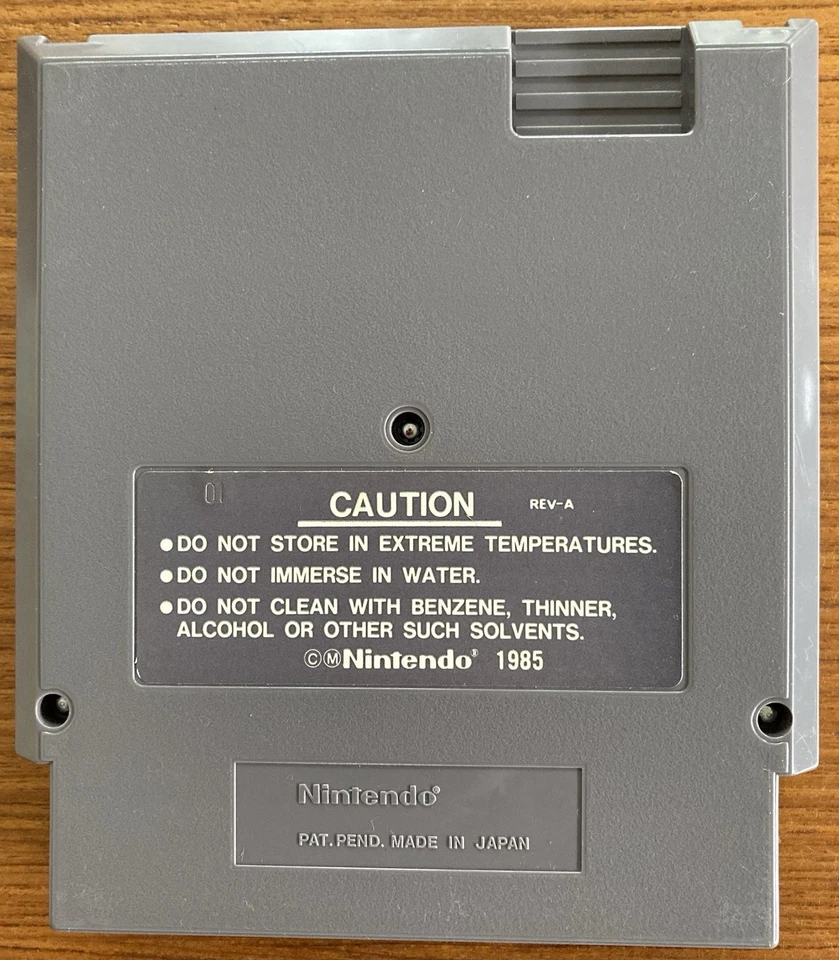 01
CAUTION REV-A
●DO NOT STORE IN EXTREME TEMPERATURES.
●DO NOT IMMERSE IN WATER.
●DO NOT CLEAN WITH BENZENE, THINNER,
ALCOHOL OR OTHER SUCH SOLVENTS.
©ⓂNintendo® 1985
Nintendo®
PAT. PEND. MADE IN JAPAN